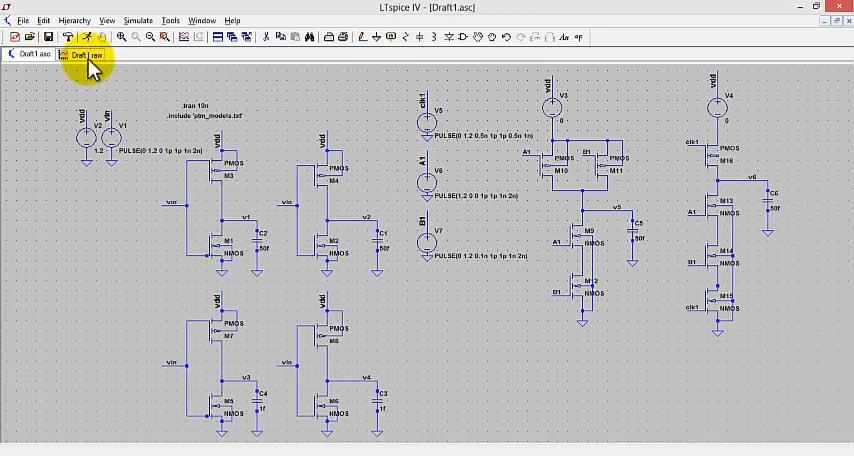 LTspice IV - [Draft1.asc]
File Edit Hierarchy View Simulate Tools Window Help
Draft1.asc Draft1.raw
.tran 10n
.include 'ptm_models.txt'
vdd
V2
1.2
vin
V1
PULSE(0 1.2 0 1p 1p 1n 2n)
vdd
PMOS
M3
vin
v1
M1
NMOS
C2
50f
vdd
PMOS
M4
vin
v2
M2
NMOS
C1
50f
vdd
PMOS
M7
vin
v3
M5
NMOS
C4
1f
vdd
PMOS
M8
vin
v4
M6
NMOS
C3
1f
clk1
V5
PULSE(0 1.2 0.5n 1p 1p 0.5n 1n)
A1
V6
PULSE(1.2 0 0 1p 1p 1n 2n)
B1
V7
PULSE(0 1.2 0.1n 1p 1p 1n 2n)
vdd
V3
0
A1
PMOS
M10
B1
PMOS
M11
v5
A1
M9
NMOS
C5
50f
B1
M12
NMOS
vdd
V4
0
clk1
PMOS
M16
v6
C6
50f
A1
M13
NMOS
B1
M14
NMOS
clk1
M15
NMOS